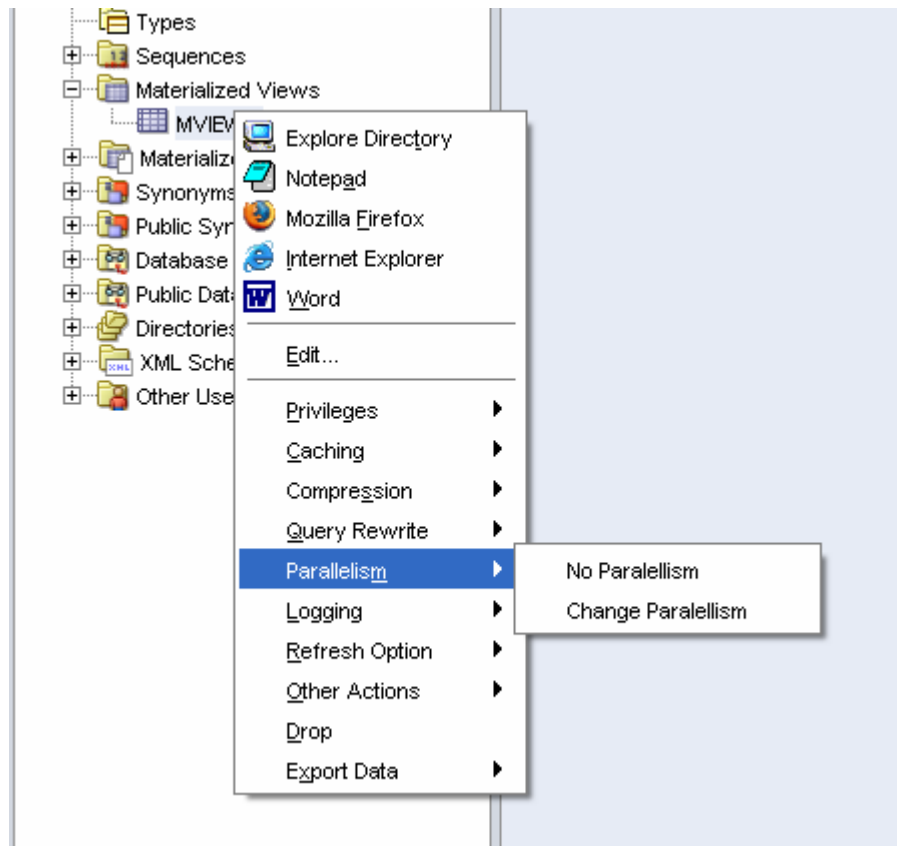 Types
Sequences
Materialized Views
MVIEW
Materializ
Synonyms
Public Syn
Database
Public Data
Directories
XML Sche
Other Use
Explore Directory
Notepad
Mozilla Firefox
Internet Explorer
Word
Edit...
Privileges
Caching
Compression
Query Rewrite
Parallelism
Logging
Refresh Option
Other Actions
Drop
Export Data
No Paralellism
Change Paralellism